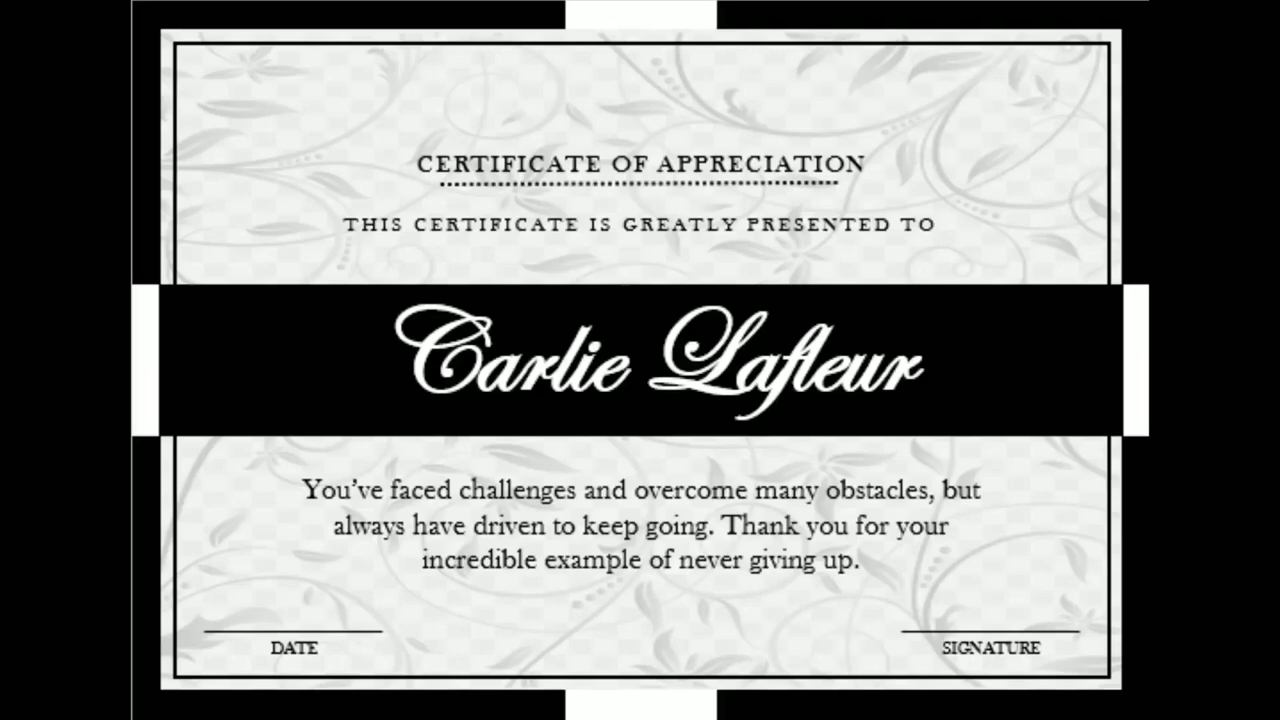 CERTIFICATE OF APPRECIATION
THIS CERTIFICATE IS GREATLY PRESENTED TO
Carlie Lafleur
You’ve faced challenges and overcome many obstacles, but
always have driven to keep going. Thank you for your
incredible example of never giving up.
DATE
SIGNATURE